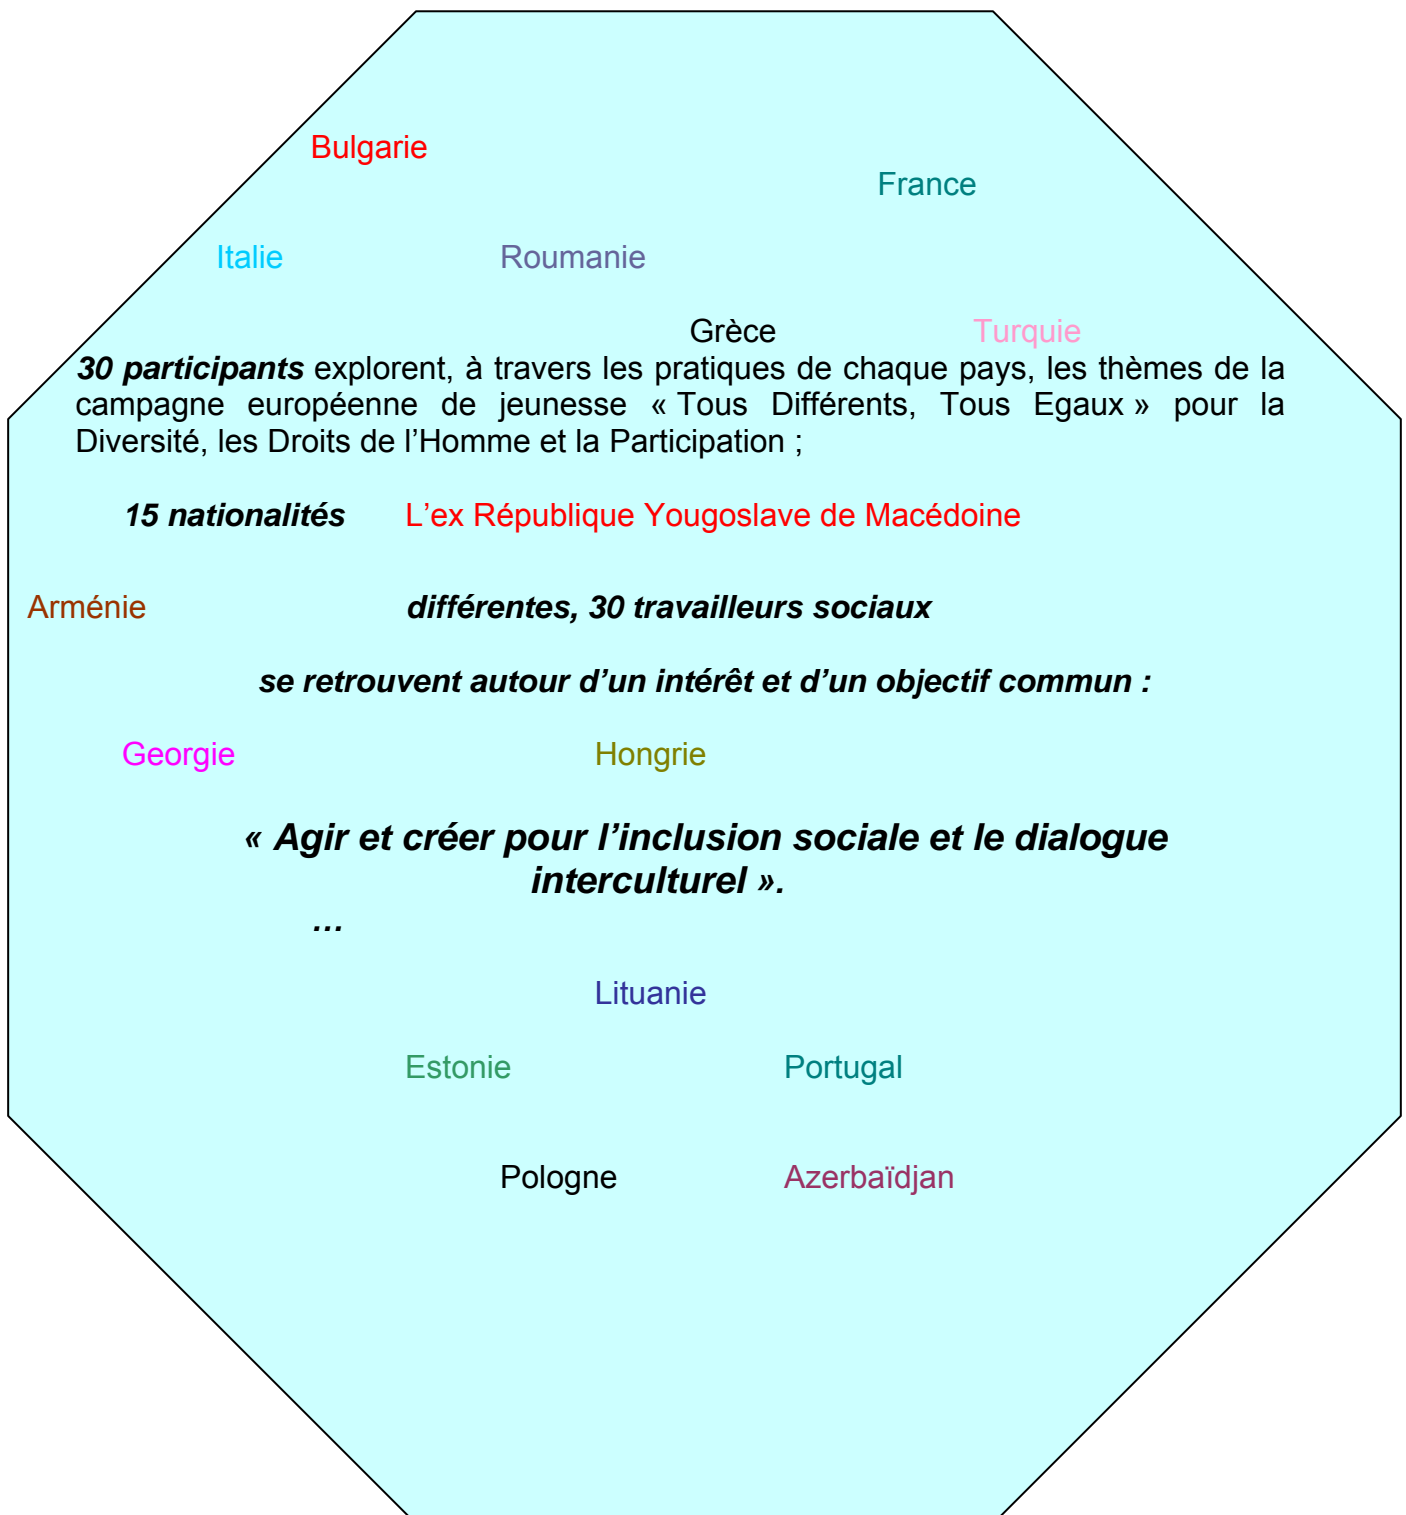 Bulgarie
France
Italie Roumanie
Grèce Turquie
30 participants explorent, à travers les pratiques de chaque pays, les thèmes de la
campagne européenne de jeunesse « Tous Différents, Tous Egaux » pour la
Diversité, les Droits de l’Homme et la Participation ;
15 nationalités L’ex République Yougoslave de Macédoine
Arménie différentes, 30 travailleurs sociaux
se retrouvent autour d’un intérêt et d’un objectif commun :
Georgie Hongrie
« Agir et créer pour l’inclusion sociale et le dialogue
interculturel ».
…
Lituanie
Estonie Portugal
Pologne Azerbaïdjan